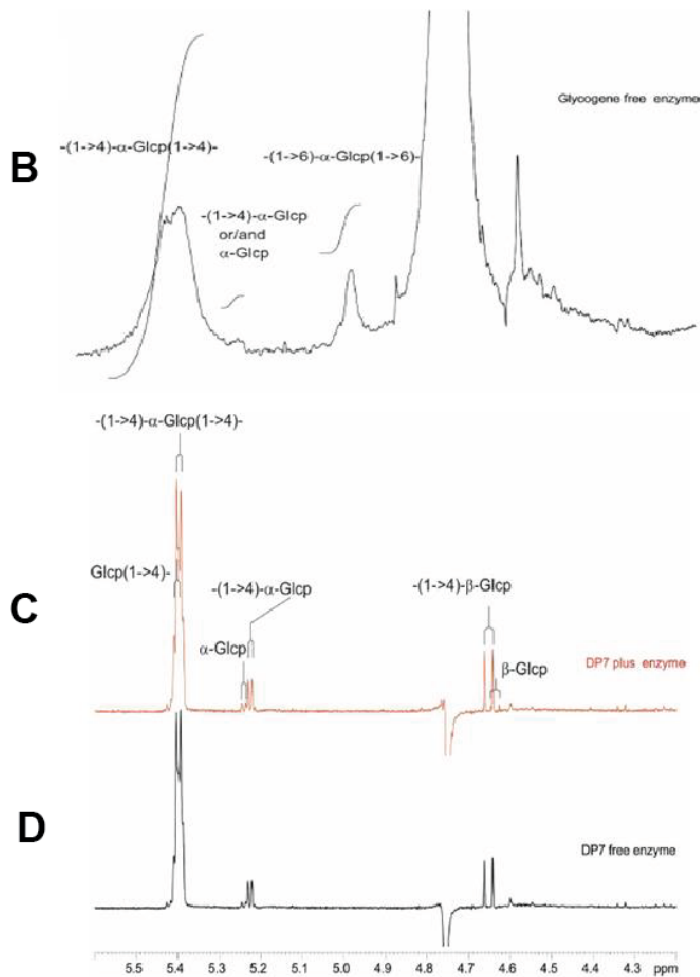 B
Glycogene free enzyme
-(1->4)-α-Glcp(1->4)-
-(1->6)-α-Glcp(1->6)-
-(1->4)-α-Glcp
or/and
α-Glcp
-(1->4)-α-Glcp(1->4)-
C
Glcp(1->4)-
-(1->4)-α-Glcp
-(1->4)-β-Glcp
α-Glcp
β-Glcp
DP7 plus enzyme
D
DP7 free enzyme
5.5 5.4 5.3 5.2 5.1 5.0 4.9 4.8 4.7 4.6 4.5 4.4 4.3 ppm